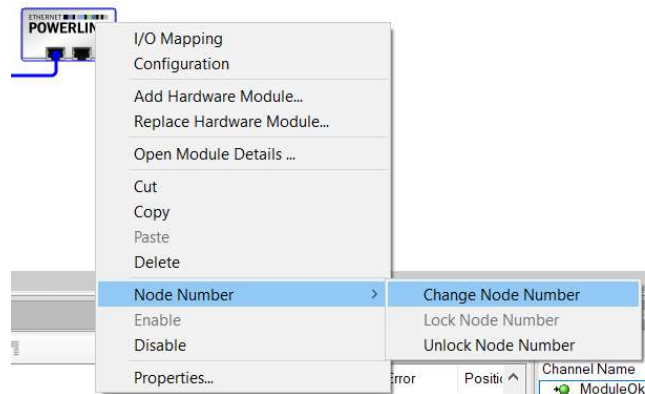 ETHERNET
POWERLIN
I/O Mapping
Configuration
Add Hardware Module...
Replace Hardware Module...
Open Module Details ...
Cut
Copy
Paste
Delete
Node Number
Change Node Number
Enable
Lock Node Number
Disable
Unlock Node Number
Properties...
Error
Positic
Channel Name
ModuleOk